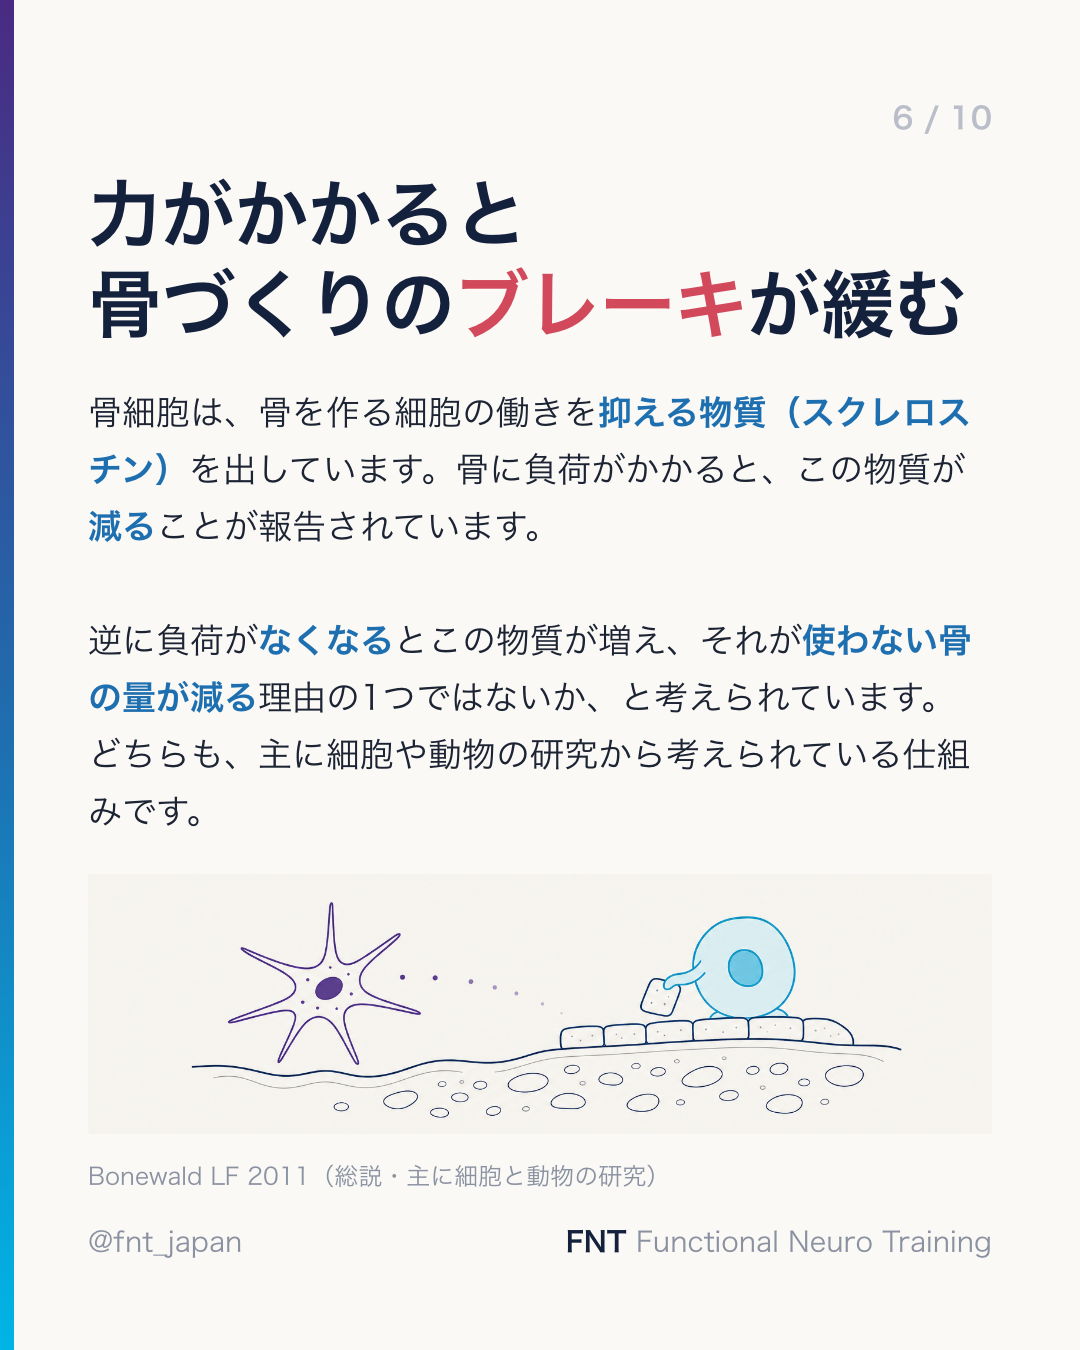 6 / 10
力がかかると
骨づくりのブレーキが緩む
骨細胞は、骨を作る細胞の働きを抑える物質（スクレロス
チン）を出しています。骨に負荷がかかると、この物質が
減ることが報告されています。
逆に負荷がなくなるとこの物質が増え、それが使わない骨
の量が減る理由の1つではないか、と考えられています。
どちらも、主に細胞や動物の研究から考えられている仕組
みです。
Bonewald LF 2011（総説・主に細胞と動物の研究）
@fnt_japan
FNT Functional Neuro Training